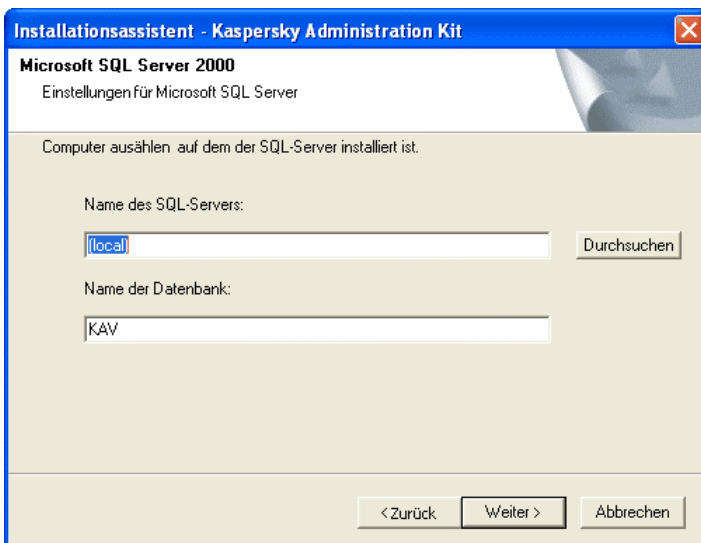 Installationsassistent - Kaspersky Administration Kit
Microsoft SQL Server 2000
Einstellungen für Microsoft SQL Server
Computer ausählen auf dem der SQL-Server installiert ist.
Name des SQL-Servers:
(local)
Durchsuchen
Name der Datenbank:
KAV
< Zurück
Weiter >
Abbrechen